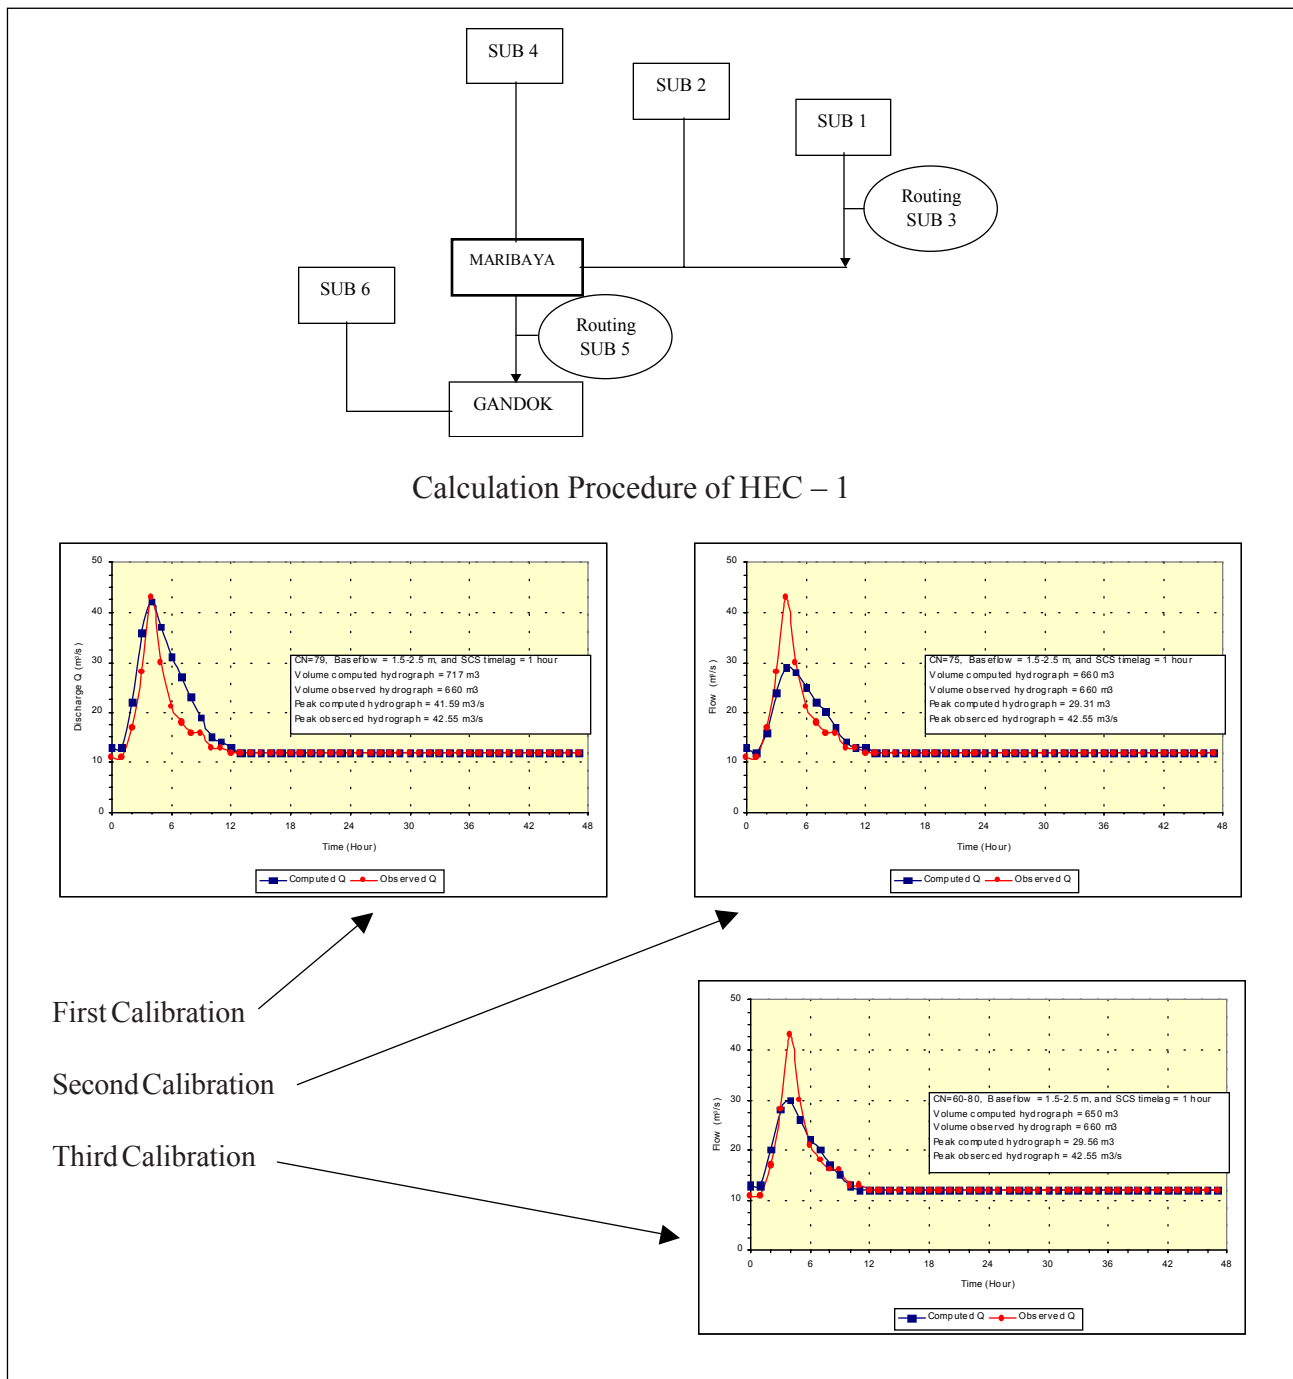 SUB 4
SUB 2
SUB 1
Routing
SUB 3
MARIBAYA
SUB 6
Routing
SUB 5
GANDOK
Calculation Procedure of HEC – 1
50
40
30
20
10
0
Discharge Q (m³/s)
CN=79, Baseflow = 1.5-2.5 m, and SCS timelag = 1 hour
Volume computed hydrograph = 717 m3
Volume observed hydrograph = 660 m3
Peak computed hydrograph = 41.59 m3/s
Peak obserced hydrograph = 42.55 m3/s
0 6 12 18 24 30 36 42 48
Time (Hour)
Computed Q Observed Q
50
40
30
20
10
0
Flow (m³/s)
CN=75, Baseflow = 1.5-2.5 m, and SCS timelag = 1 hour
Volume computed hydrograph = 660 m3
Volume observed hydrograph = 660 m3
Peak computed hydrograph = 29.31 m3
Peak obserced hydrograph = 42.55 m3/s
0 6 12 18 24 30 36 42 48
Time (Hour)
Computed Q Observed Q
First Calibration
Second Calibration
Third Calibration
50
40
30
20
10
0
Flow (m³/s)
CN=60-80, Baseflow = 1.5-2.5 m, and SCS timelag = 1 hour
Volume computed hydrograph = 650 m3
Volume observed hydrograph = 660 m3
Peak computed hydrograph = 29.56 m3
Peak obserced hydrograph = 42.55 m3/s
0 6 12 18 24 30 36 42 48
Time (Hour)
Computed Q Observed Q